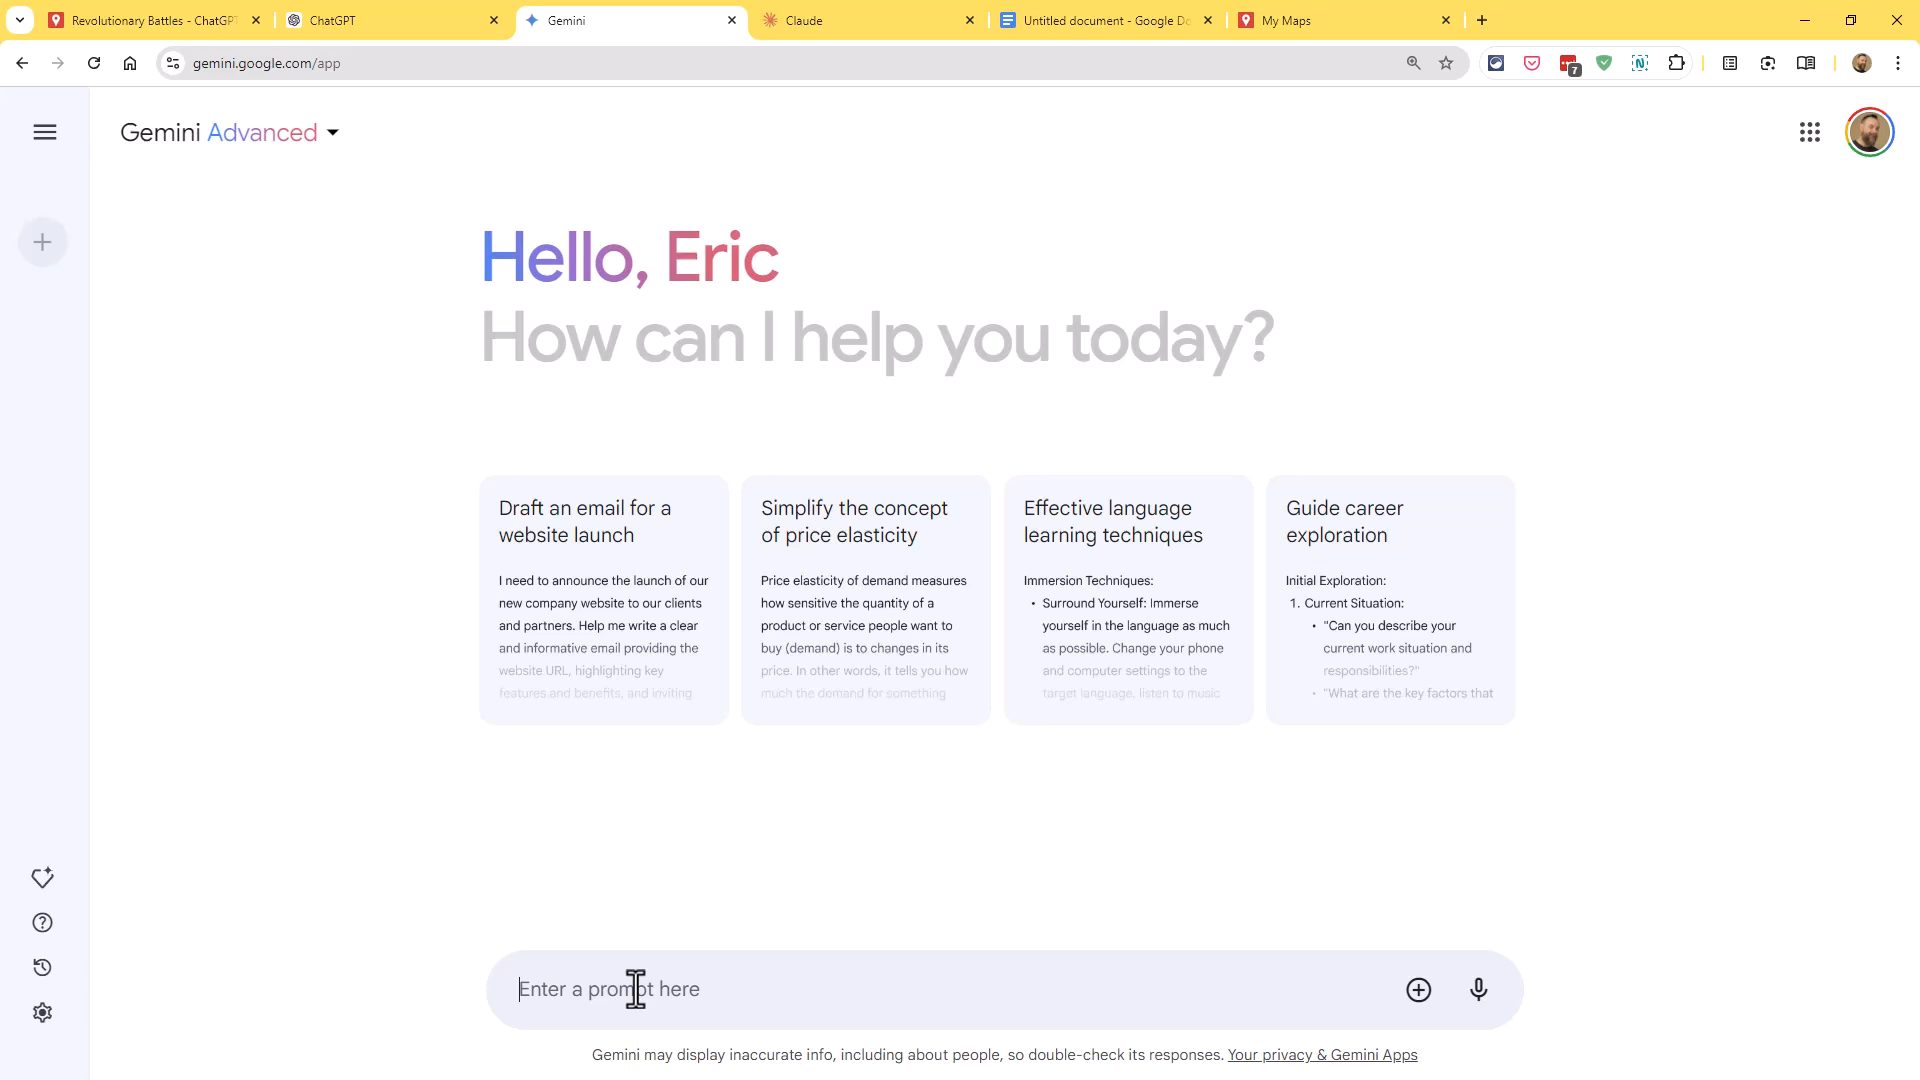 Revolutionary Battles - ChatGPT
ChatGPT
Gemini
Claude
Untitled document - Google Do
My Maps
gemini.google.com/app
7
Gemini Advanced
Hello, Eric
How can I help you today?
Draft an email for a
website launch
I need to announce the launch of our
new company website to our clients
and partners. Help me write a clear
and informative email providing the
website URL, highlighting key
features and benefits, and inviting
Simplify the concept
of price elasticity
Price elasticity of demand measures
how sensitive the quantity of a
product or service people want to
buy (demand) is to changes in its
price. In other words, it tells you how
much the demand for something
Effective language
learning techniques
Immersion Techniques:
• Surround Yourself: Immerse
yourself in the language as much
as possible. Change your phone
and computer settings to the
target language, listen to music
Guide career
exploration
Initial Exploration:
1. Current Situation:
• "Can you describe your
current work situation and
responsibilities?"
• "What are the key factors that
Enter a prompt here
Gemini may display inaccurate info, including about people, so double-check its responses. Your privacy & Gemini Apps